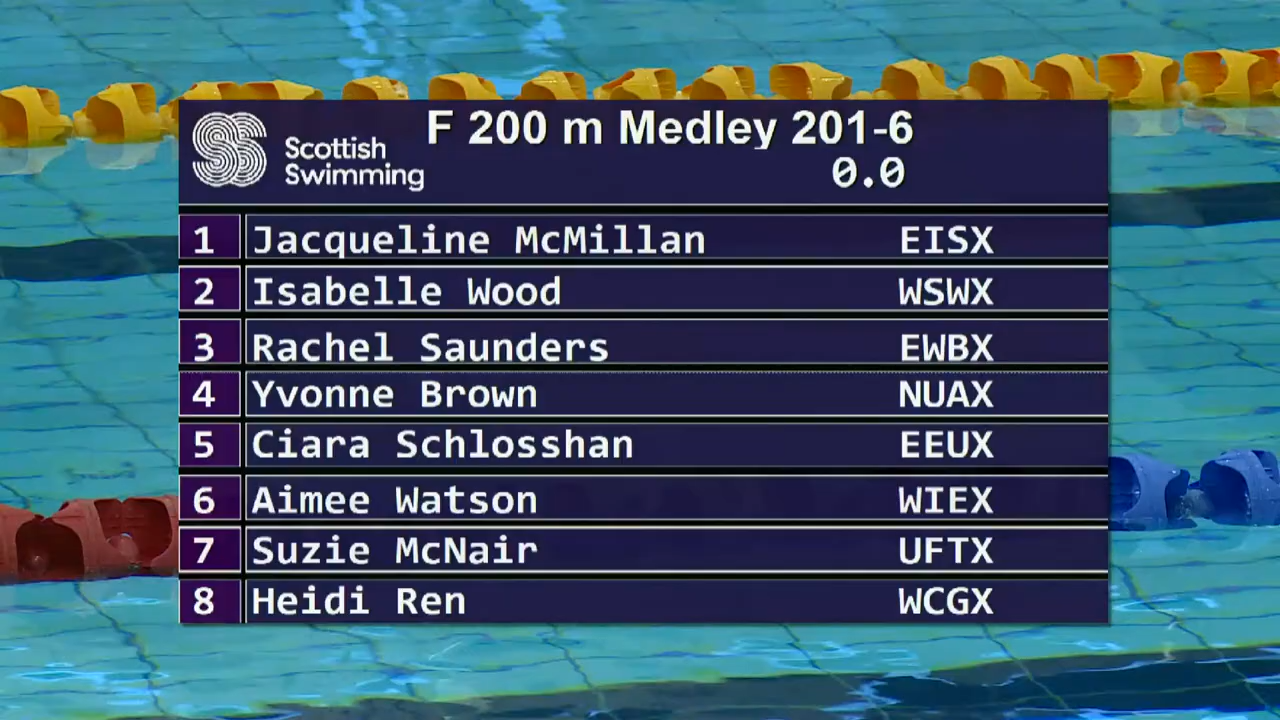 Scottish
Swimming
F 200 m Medley 201-6
0.0
1 Jacqueline McMillan EISX
2 Isabelle Wood WSWX
3 Rachel Saunders EWBX
4 Yvonne Brown NUAX
5 Ciara Schlosshan EEUX
6 Aimee Watson WIEX
7 Suzie McNair UFTX
8 Heidi Ren WCGX